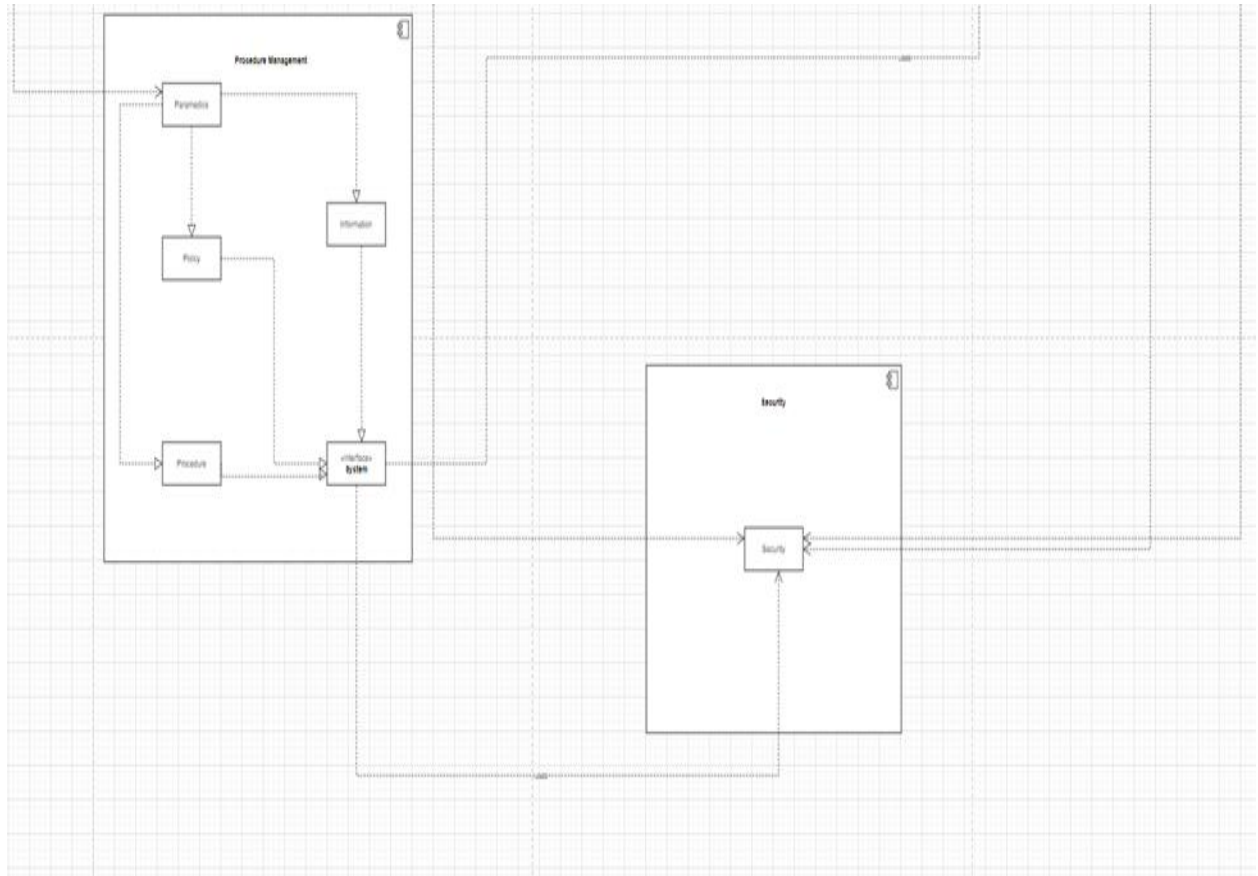 Procedure Management
Paramedics
Information
Policy
Procedure
«interface»
System
Security
Security